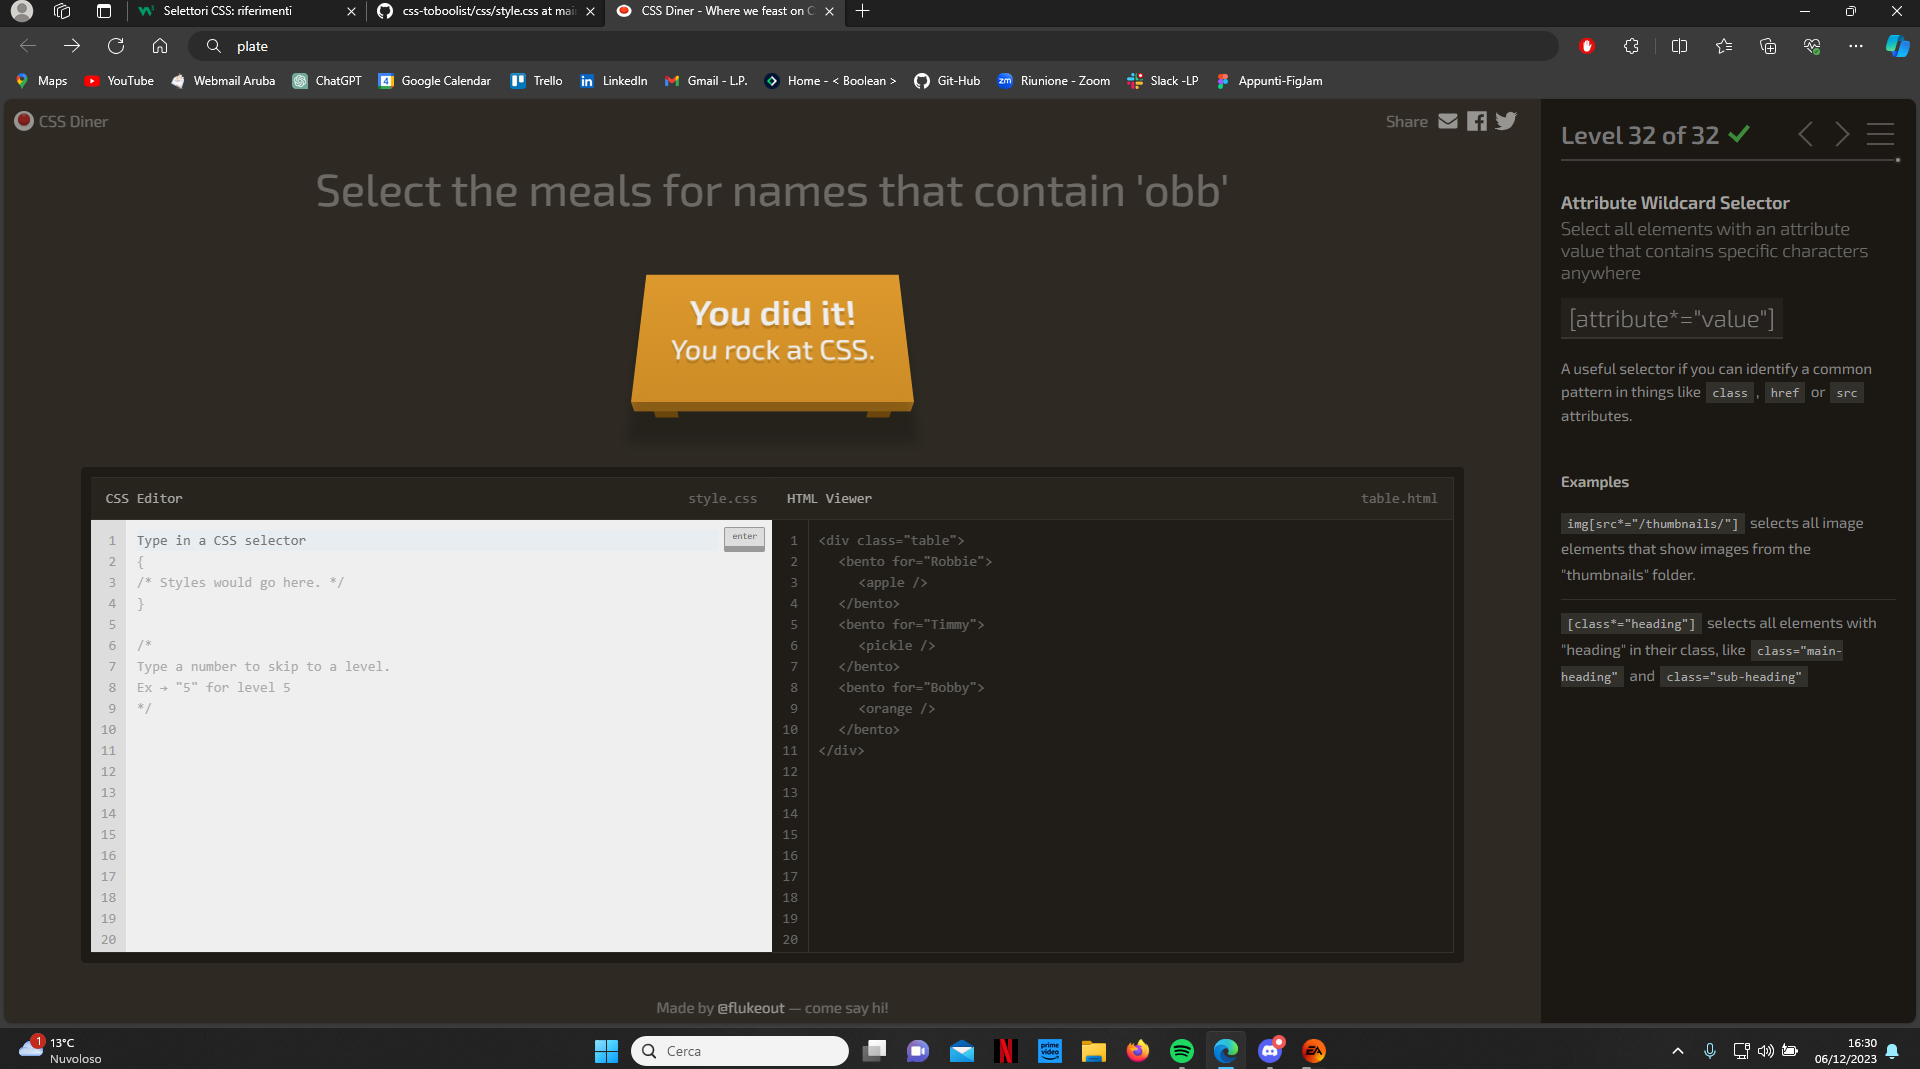 Selettori CSS: riferimenti
css-toboolist/css/style.css at mai
CSS Diner - Where we feast on C
plate
Maps
YouTube
Webmail Aruba
ChatGPT
Google Calendar
Trello
LinkedIn
Gmail - L.P.
Home - < Boolean >
Git-Hub
Riunione - Zoom
Slack -LP
Appunti-FigJam
CSS Diner
Share
Select the meals for names that contain 'obb'
You did it!
You rock at CSS.
CSS Editor
style.css
1 Type in a CSS selector
enter
2 {
3 /* Styles would go here. */
4 }
5
6 /*
7 Type a number to skip to a level.
8 Ex → "5" for level 5
9 */
10
11
12
13
14
15
16
17
18
19
20
HTML Viewer
table.html
1 <div class="table">
2 <bento for="Robbie">
3 <apple />
4 </bento>
5 <bento for="Timmy">
6 <pickle />
7 </bento>
8 <bento for="Bobby">
9 <orange />
10 </bento>
11 </div>
12
13
14
15
16
17
18
19
20
Made by @flukeout — come say hi!
Level 32 of 32
Attribute Wildcard Selector
Select all elements with an attribute
value that contains specific characters
anywhere
[attribute*="value"]
A useful selector if you can identify a common
pattern in things like class , href or src
attributes.
Examples
img[src*="/thumbnails/"] selects all image
elements that show images from the
"thumbnails" folder.
[class*="heading"] selects all elements with
"heading" in their class, like class="main-
heading" and class="sub-heading"
1
13°C
Nuvoloso
Cerca
N
prime
video
EA
16:30
06/12/2023